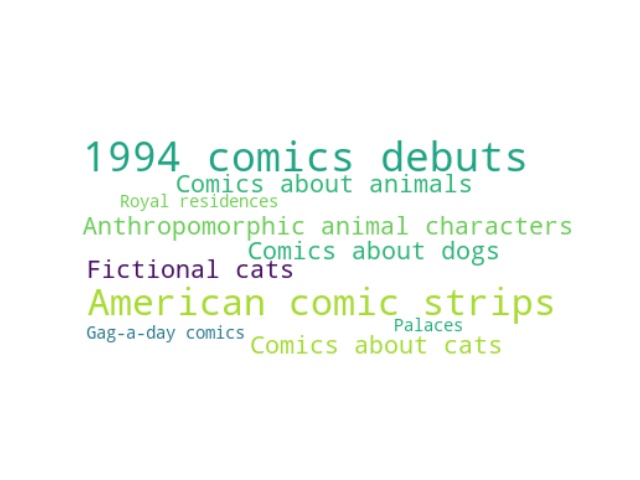 1994 comics debuts
Comics about animals
Royal residences
Anthropomorphic animal characters
Comics about dogs
Fictional cats
American comic strips
Palaces
Gag-a-day comics
Comics about cats